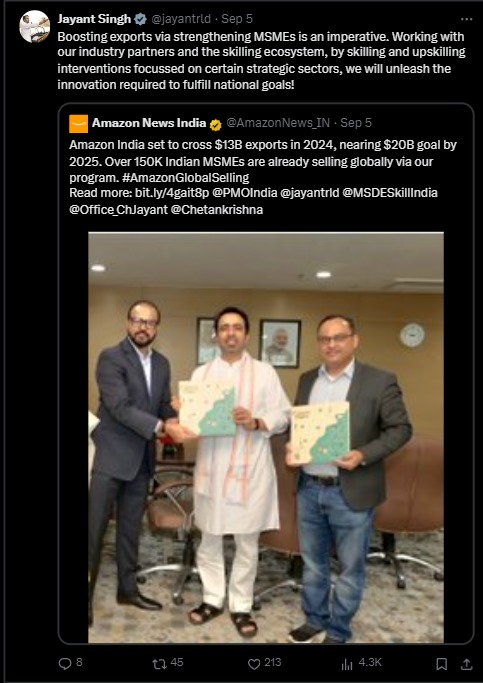 Jayant Singh @jayantrld · Sep 5
Boosting exports via strengthening MSMEs is an imperative. Working with
our industry partners and the skilling ecosystem, by skilling and upskilling
interventions focussed on certain strategic sectors, we will unleash the
innovation required to fulfill national goals!
Amazon News India @AmazonNews_IN · Sep 5
Amazon India set to cross $13B exports in 2024, nearing $20B goal by
2025. Over 150K Indian MSMEs are already selling globally via our
program. #AmazonGlobalSelling
Read more: bit.ly/4gait8p @PMOIndia @jayantrld @MSDESkillIndia
@Office_ChJayant @Chetankrishna
8 45 213 4.3K